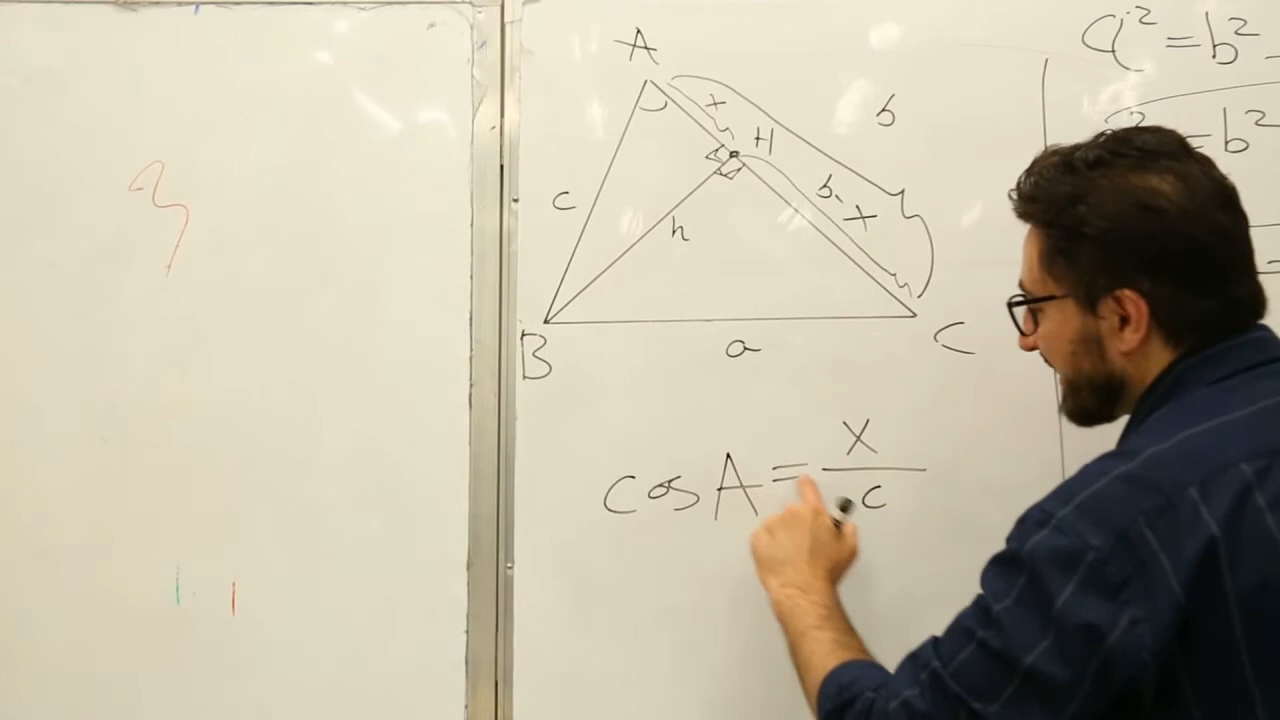 A
a² = b²
x
H
b
= b²
b-x
c
h
B
a
C
cos A = x/c